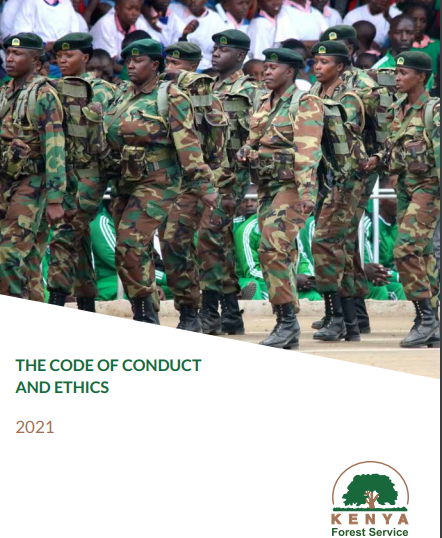 THE CODE OF CONDUCT
AND ETHICS
2021
KENYA
Forest Service